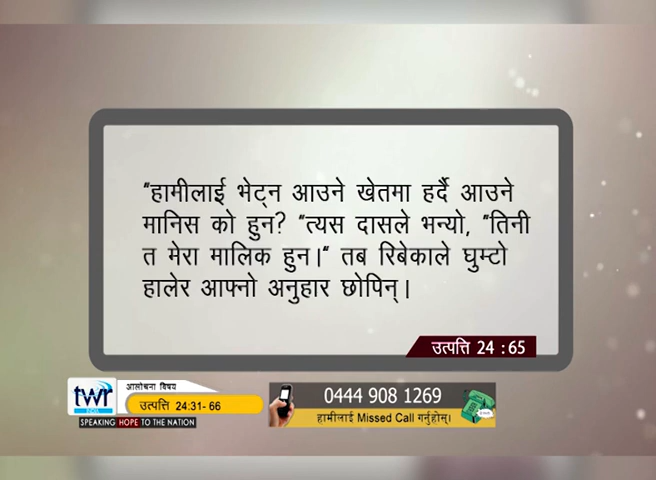 "हामीलाई भेट्न आउने खेतमा हर्दै आउने
मानिस को हुन? "त्यस दासले भन्यो, "तिनी
त मेरा मालिक हुन।" तब रिबेकाले घुम्टो
हालेर आफ्नो अनुहार छोपिन्।
उत्पत्ति 24 : 65
twr
आलोचना विषय
उत्पत्ति 24:31- 66
SPEAKING HOPE TO THE NATION
0444 908 1269
हामीलाई Missed Call गर्नुहोस्।